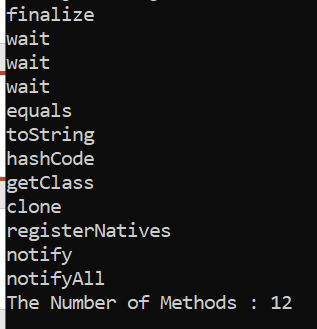 finalize
wait
wait
wait
equals
toString
hashCode
getClass
clone
registerNatives
notify
notifyAll
The Number of Methods : 12